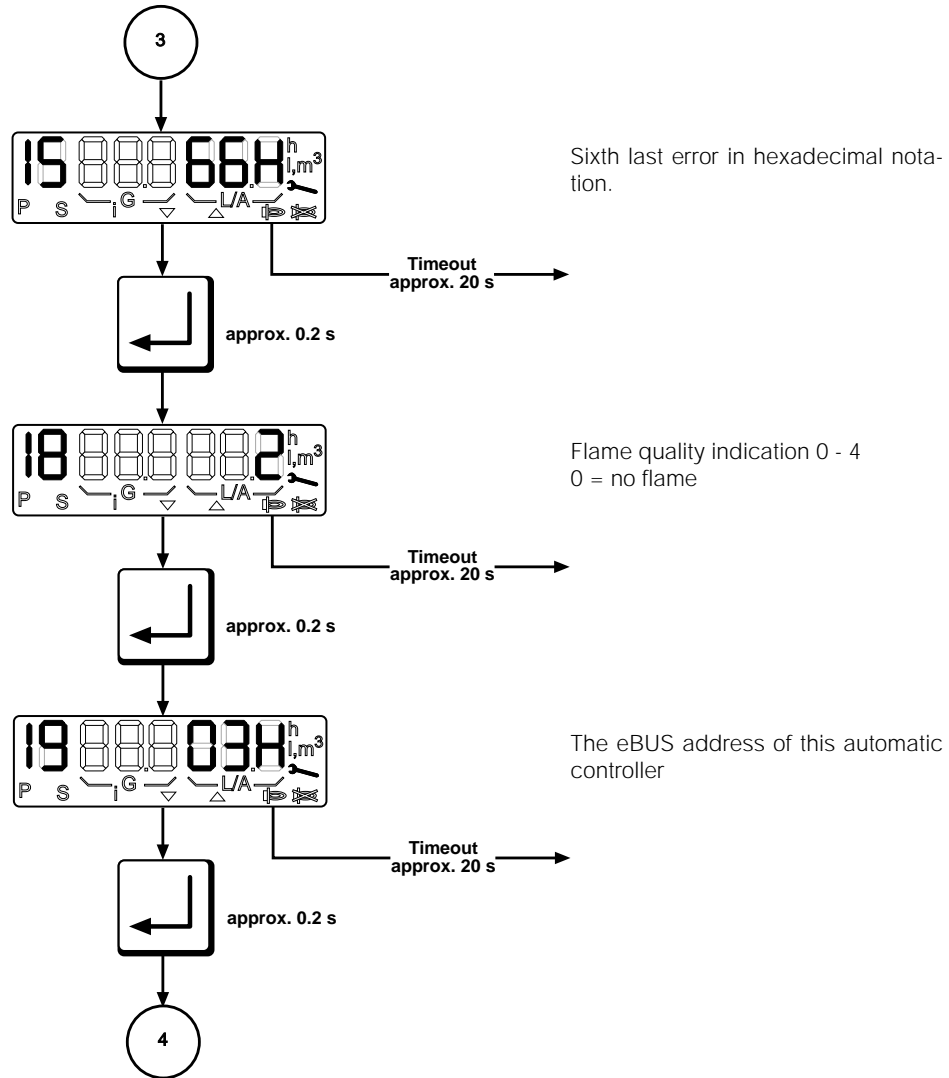 3
15 66H h
l,m³
P S i G L/A
Sixth last error in hexadecimal nota-
tion.
Timeout
approx. 20 s
approx. 0.2 s
18 2 h
l,m³
P S i G L/A
Flame quality indication 0 - 4
0 = no flame
Timeout
approx. 20 s
approx. 0.2 s
19 03H h
l,m³
P S i G L/A
The eBUS address of this automatic
controller
Timeout
approx. 20 s
approx. 0.2 s
4